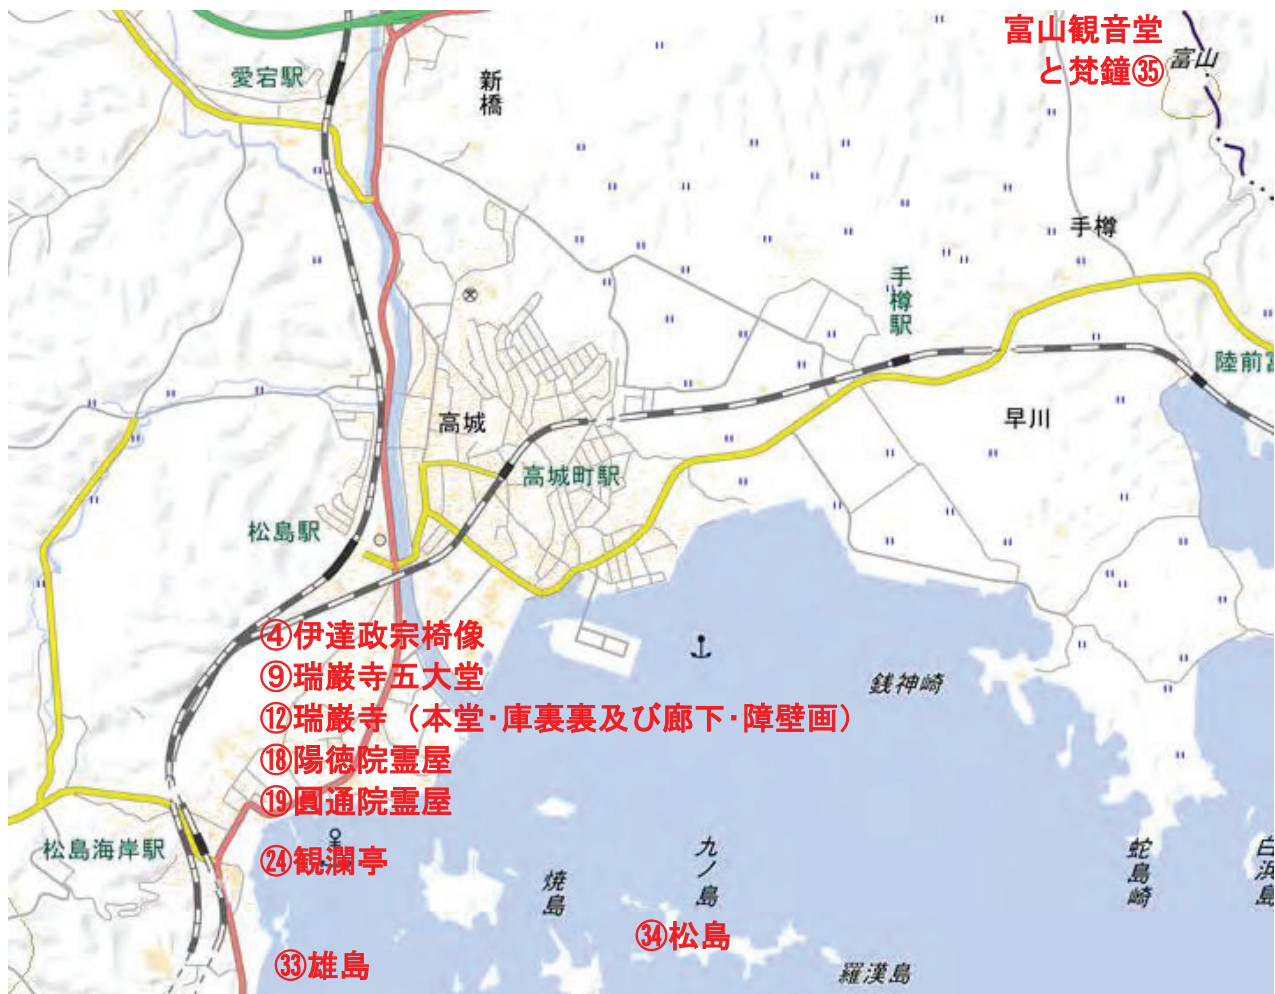 富山観音堂
と梵鐘㉟
富山
愛宕駅
新橋
手樽
手樽駅
陸前富
高城
早川
高城町駅
松島駅
④伊達政宗椅像
⑨瑞巌寺五大堂
⑫瑞巌寺（本堂・庫裏裏及び廊下・障壁画）
⑱陽徳院霊屋
⑲圓通院霊屋
銭神崎
松島海岸駅
㉔観瀾亭
焼島
九ノ島
蛇島崎
白浜島
㉞松島
㉝雄島
羅漢島